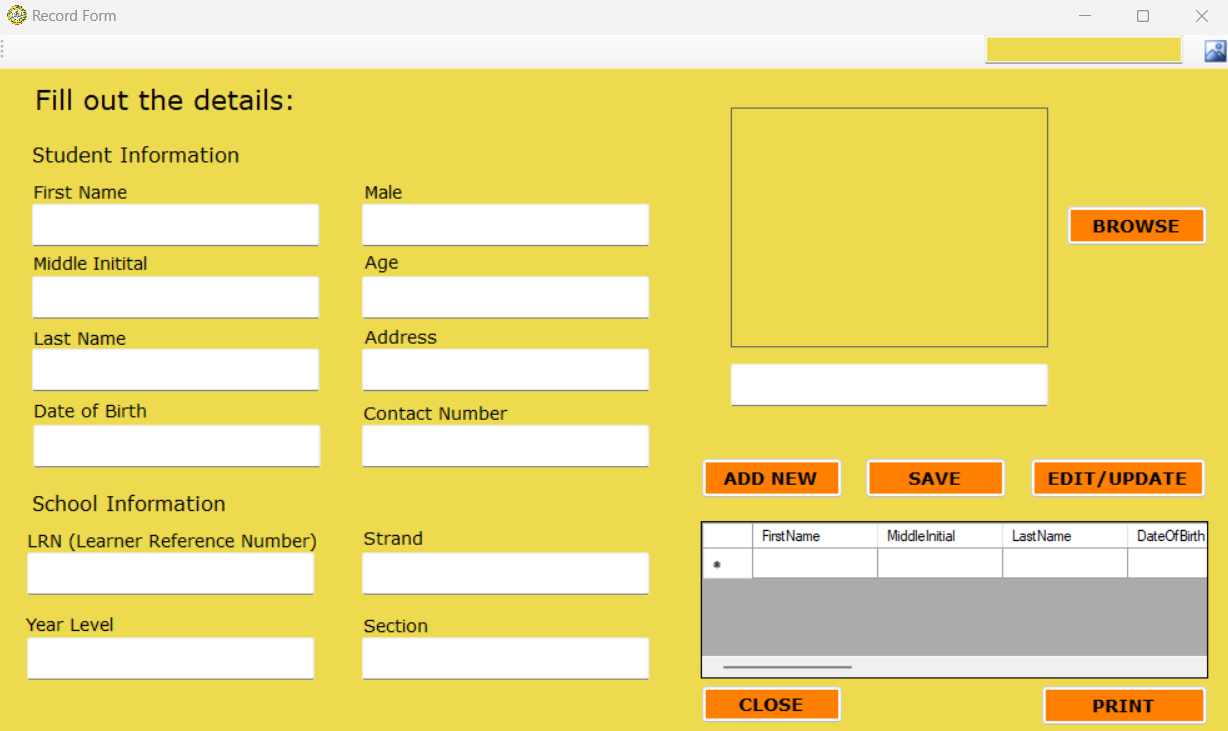 Record Form
Fill out the details:
Student Information
First Name
Male
Middle Initital
Age
Last Name
Address
Date of Birth
Contact Number
School Information
LRN (Learner Reference Number)
Strand
Year Level
Section
BROWSE
ADD NEW SAVE EDIT/UPDATE
FirstName MiddleInitial LastName DateOfBirth
CLOSE PRINT